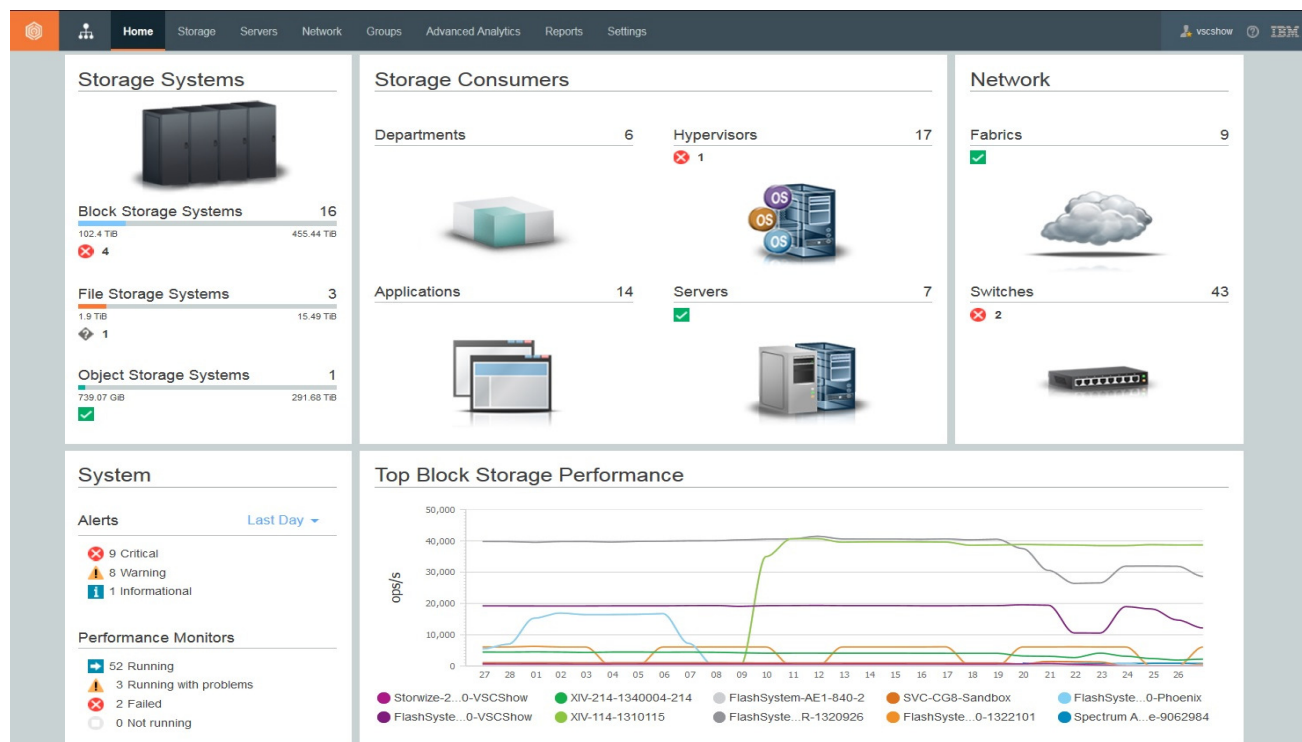 Home Storage Servers Network Groups Advanced Analytics Reports Settings vscshow IBM
Storage Systems
Block Storage Systems 16
102.4 TiB 455.44 TiB
4
File Storage Systems 3
1.9 TiB 15.49 TiB
? 1
Object Storage Systems 1
739.07 GiB 291.68 TiB
Storage Consumers
Departments 6
Hypervisors 17
1
OS
OS
OS
Applications 14
Servers 7
Network
Fabrics 9
Switches 43
2
System
Alerts Last Day
9 Critical
8 Warning
1 Informational
Performance Monitors
52 Running
3 Running with problems
2 Failed
0 Not running
Top Block Storage Performance
50,000
40,000
30,000
20,000
10,000
0
ops/s
27 28 01 02 03 04 05 06 07 08 09 10 11 12 13 14 15 16 17 18 19 20 21 22 23 24 25 26
Storwize-2...0-VSCShow XIV-214-1340004-214 FlashSystem-AE1-840-2 SVC-CG8-Sandbox FlashSyste...0-Phoenix
FlashSyste...0-VSCShow XIV-114-1310115 FlashSyste...R-1320926 FlashSyste...0-1322101 Spectrum A...e-9062984